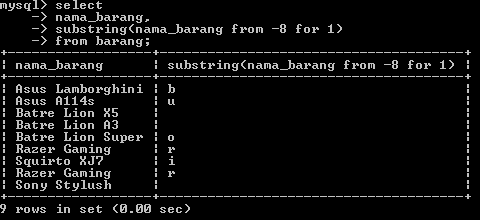 mysql> select
-> nama_barang,
-> substring(nama_barang from -8 for 1)
-> from barang;
+-------------------+--------------------------------------+
| nama_barang | substring(nama_barang from -8 for 1) |
+-------------------+--------------------------------------+
| Asus Lamborghini | b |
| Asus A114s | u |
| Batre Lion X5 | |
| Batre Lion A3 | |
| Batre Lion Super | o |
| Razer Gaming | r |
| Squirto XJ7 | i |
| Razer Gaming | r |
| Sony Stylush | |
+-------------------+--------------------------------------+
9 rows in set (0.00 sec)